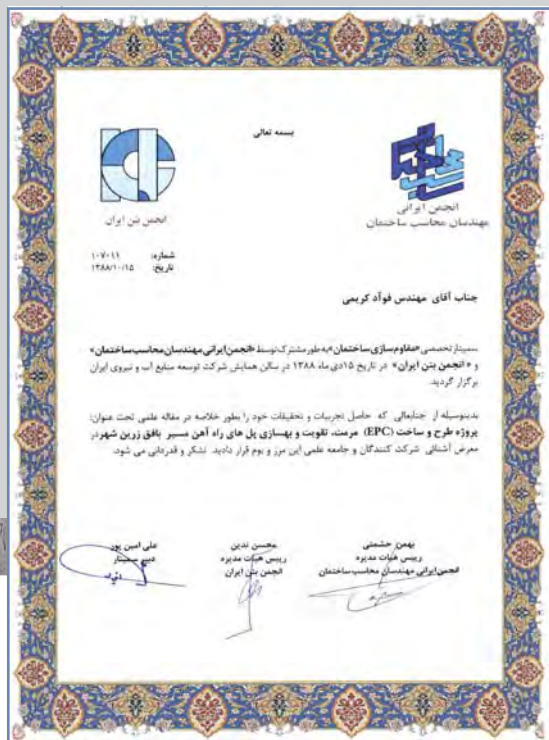 بسمه تعالی
انجمن ایرانی
مهندسان محاسب ساختمان
انجمن بتن ایران
شماره: ۱۰۷۰۱۱
تاریخ: ۱۳۸۸/۱۰/۱۵
جناب آقای مهندس فوآد کریمی
سمینار تخصصی «مقاوم سازی ساختمان» به طور مشترک توسط «انجمن ایرانی مهندسان محاسب ساختمان»
و «انجمن بتن ایران» در تاریخ ۱۵دی ماه ۱۳۸۸ در سالن همایش شرکت توسعه منابع آب و نیروی ایران
برگزار گردید.
بدینوسیله از جنابعالی که حاصل تجربیات و تحقیقات خود را بطور خلاصه در مقاله علمی تحت عنوان:
پروژه طرح و ساخت (EPC) مرمت، تقویت و بهسازی پل های راه آهن مسیر بافق زرین شهر در
معرض آشنائی شرکت کنندگان و جامعه علمی این مرز و بوم قرار دادید، تشکر و قدردانی می شود.
بهمن حشمتی
رییس هیات مدیره
انجمن ایرانی مهندسان محاسب ساختمان
محسن تدین
رییس هیات مدیره
انجمن بتن ایران
علی امین پور
دبیر سمینار